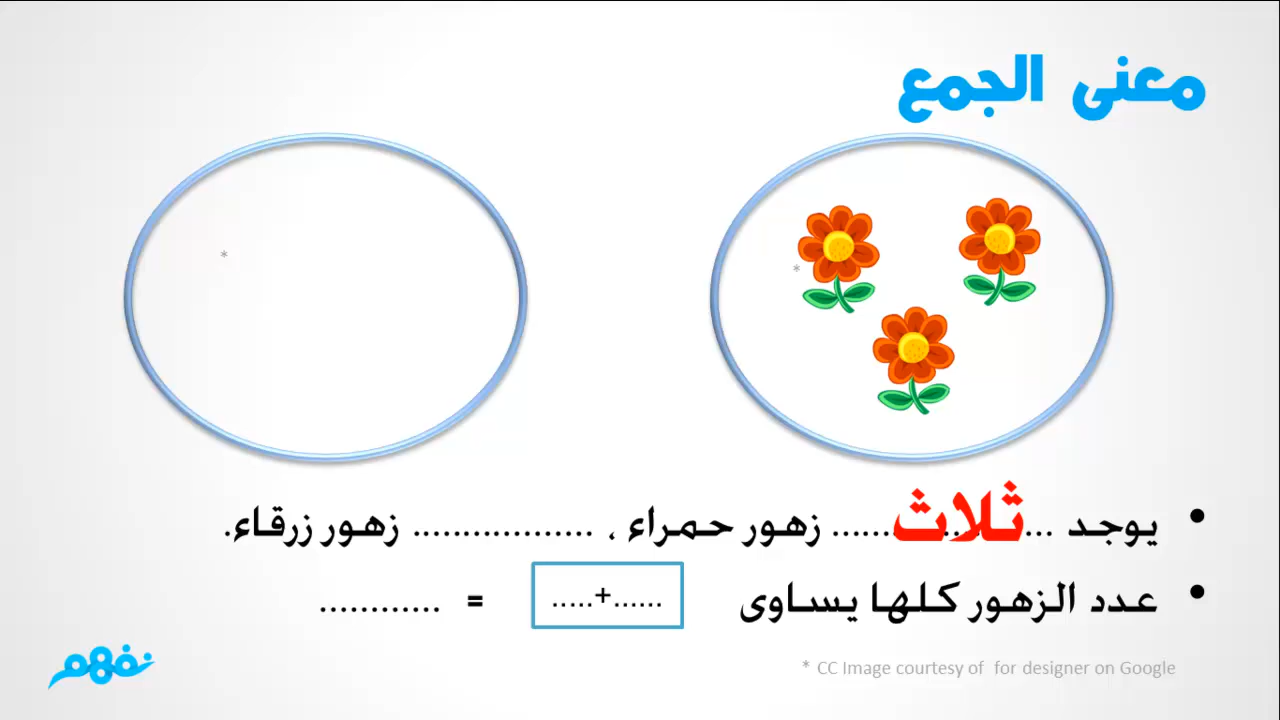 معنى الجمع
*
*
• يوجد ...ثلاث...... زهور حمراء ، .................. زهور زرقاء.
• عدد الزهور كلها يساوى ......+..... = ............
* CC Image courtesy of for designer on Google
نفهم